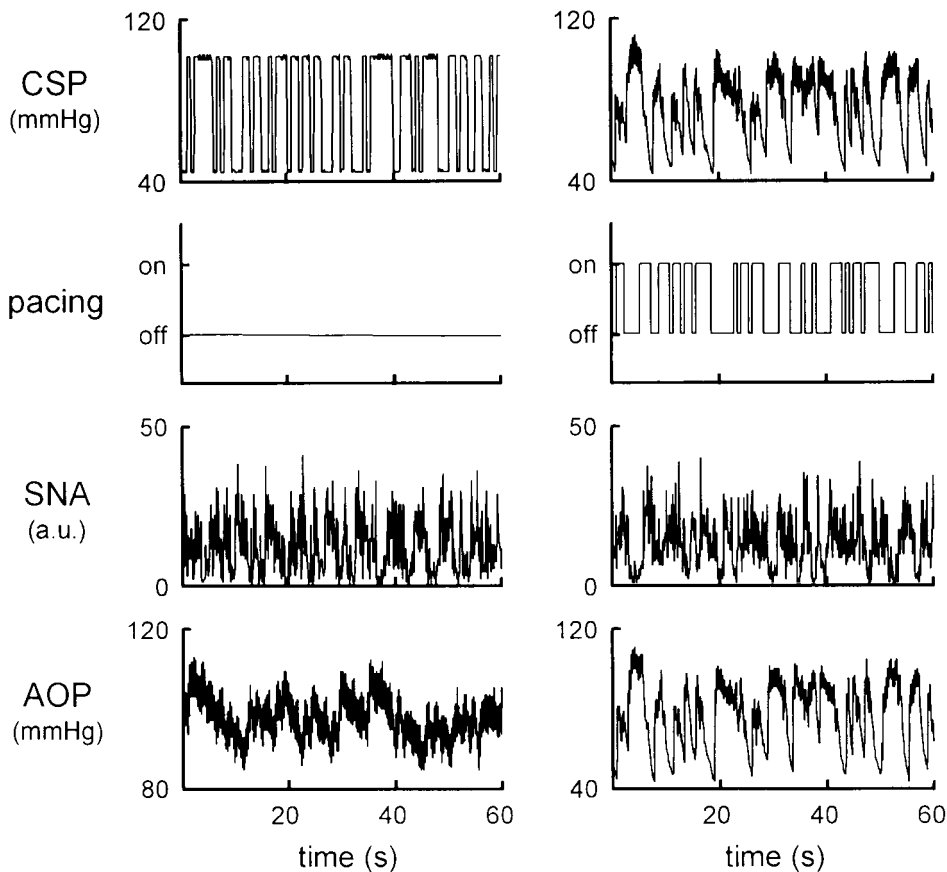 120 120
CSP
(mmHg)
40 40
on on
pacing
off off
50 50
SNA
(a.u.)
0 0
120 120
AOP
(mmHg)
80 40
20 40 60 20 40 60
time (s) time (s)